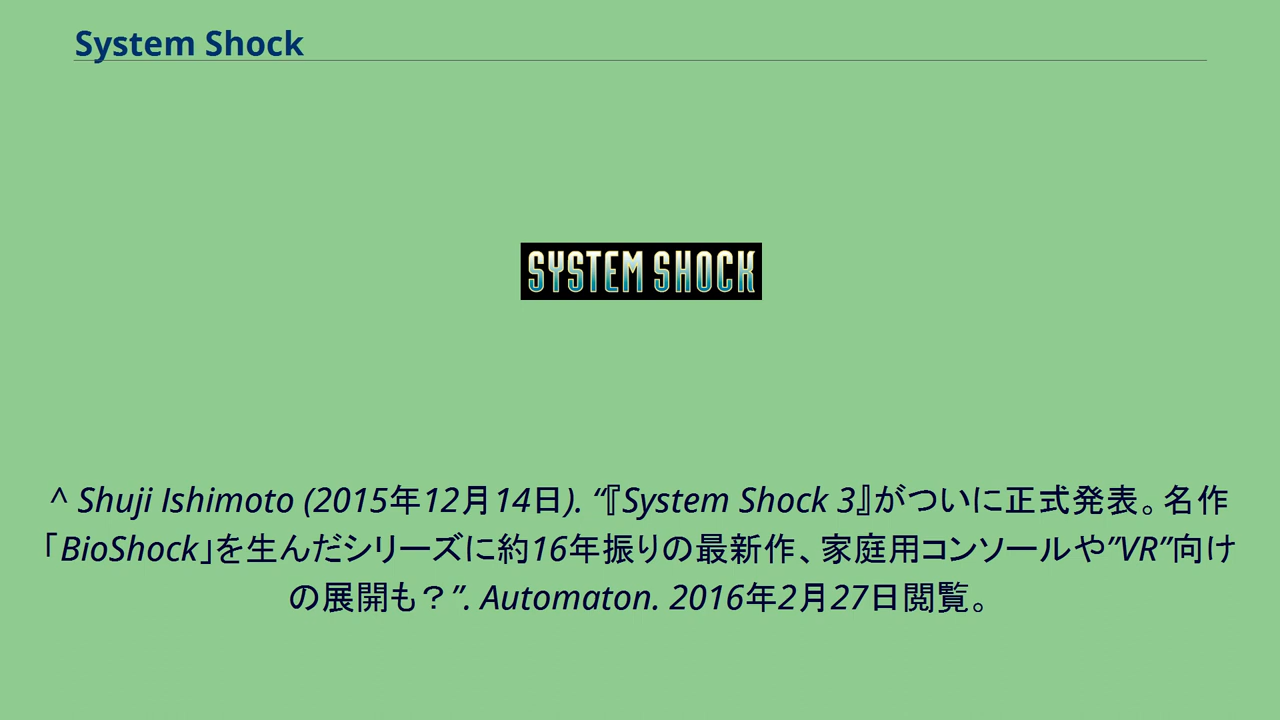 System Shock
SYSTEM SHOCK
^ Shuji Ishimoto (2015年12月14日). “『System Shock 3』がついに正式発表。名作
「BioShock」を生んだシリーズに約16年振りの最新作、家庭用コンソールや”VR”向け
の展開も？”. Automaton. 2016年2月27日閲覧。